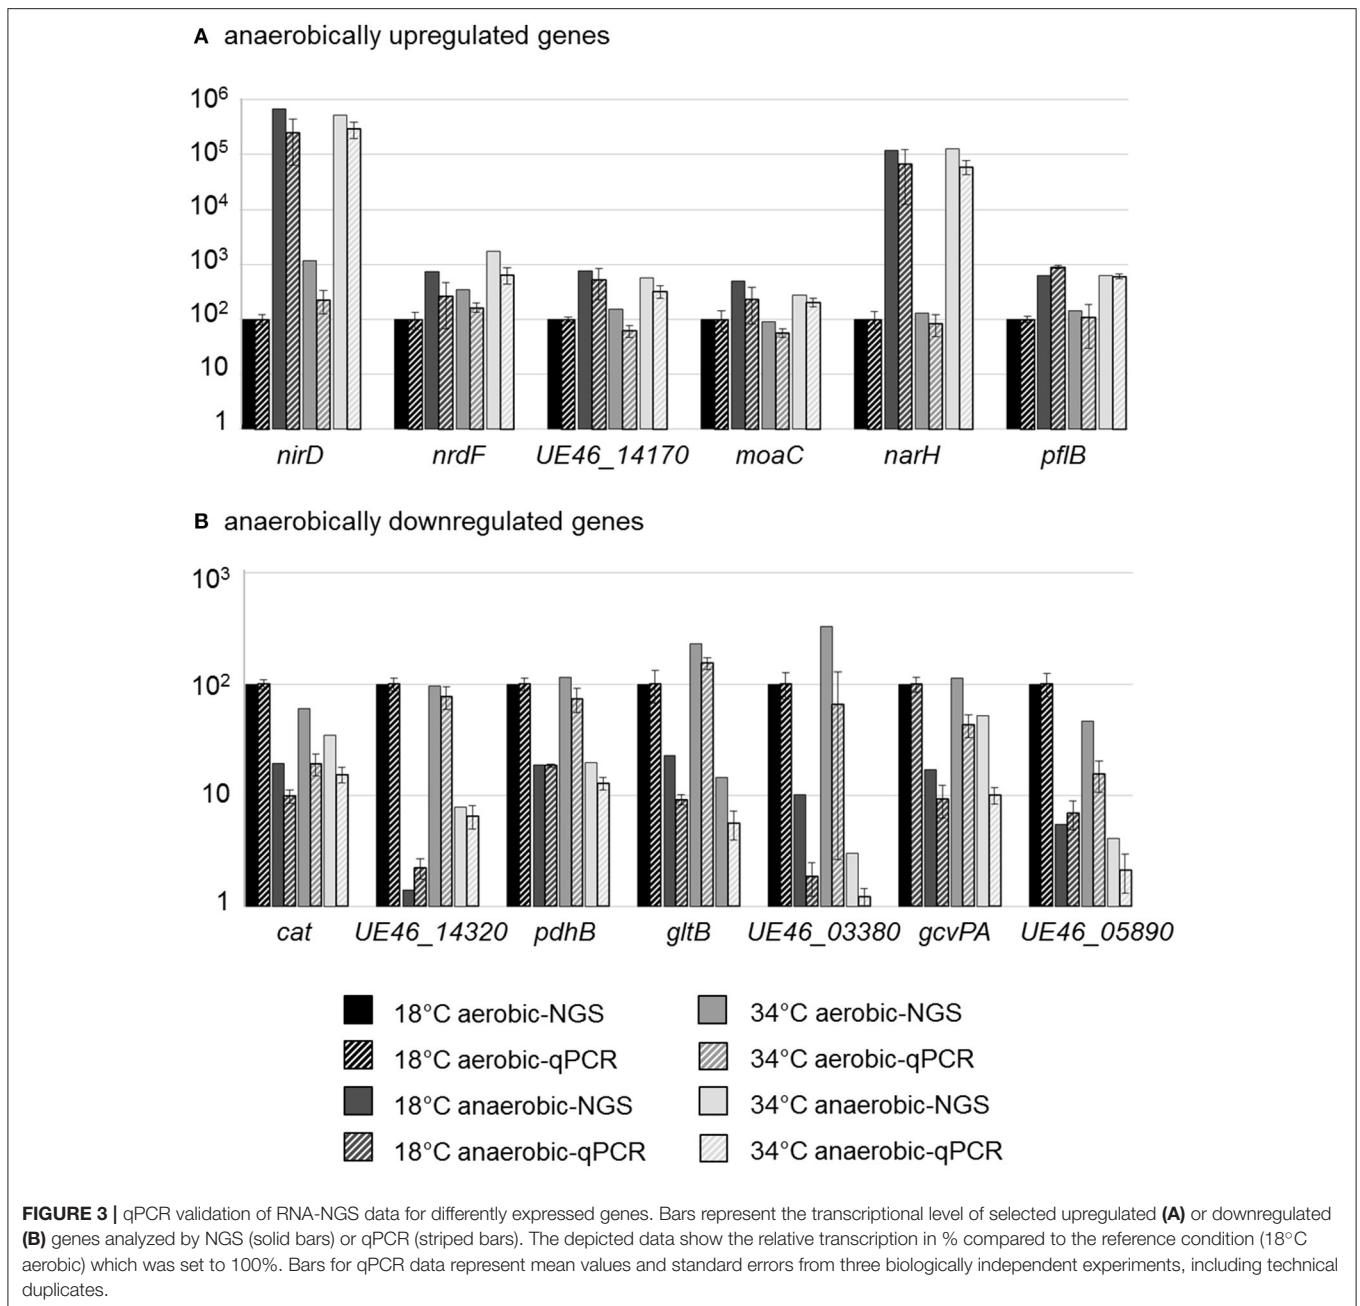 A anaerobically upregulated genes
10⁶
10⁵
10⁴
10³
10²
10
1
nirD nrdF UE46_14170 moaC narH pflB
B anaerobically downregulated genes
10³
10²
10
1
cat UE46_14320 pdhB gltB UE46_03380 gcvPA UE46_05890
18°C aerobic-NGS
18°C aerobic-qPCR
18°C anaerobic-NGS
18°C anaerobic-qPCR
34°C aerobic-NGS
34°C aerobic-qPCR
34°C anaerobic-NGS
34°C anaerobic-qPCR
FIGURE 3 | qPCR validation of RNA-NGS data for differently expressed genes. Bars represent the transcriptional level of selected upregulated (A) or downregulated
(B) genes analyzed by NGS (solid bars) or qPCR (striped bars). The depicted data show the relative transcription in % compared to the reference condition (18°C
aerobic) which was set to 100%. Bars for qPCR data represent mean values and standard errors from three biologically independent experiments, including technical
duplicates.